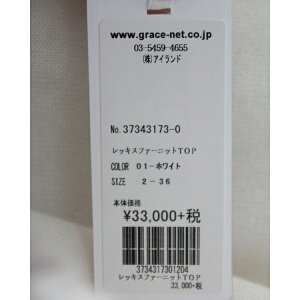 www.grace-net.co.jp
03-5459-4655
(株)アイランド
No.37343173-0
レッキスファーニットTOP
COLOR 01-ホワイト
SIZE 2-36
本体価格
¥33,000+税
3734317301204
レッキスファーニットTOP
33,000+税